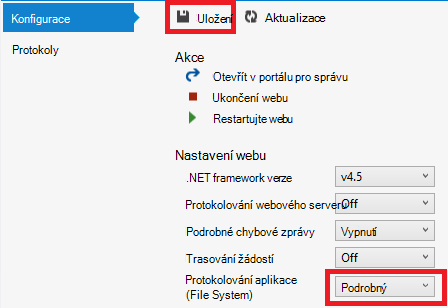 Konfigurace
Protokoly
Uložení Aktualizace
Akce
Otevřít v portálu pro správu
Ukončení webu
Restartujte webu
Nastavení webu
.NET framework verze v4.5
Protokolování webového serveru Off
Podrobné chybové zprávy Vypnutí
Trasování žádostí Off
Protokolování aplikace
(File System) Podrobný